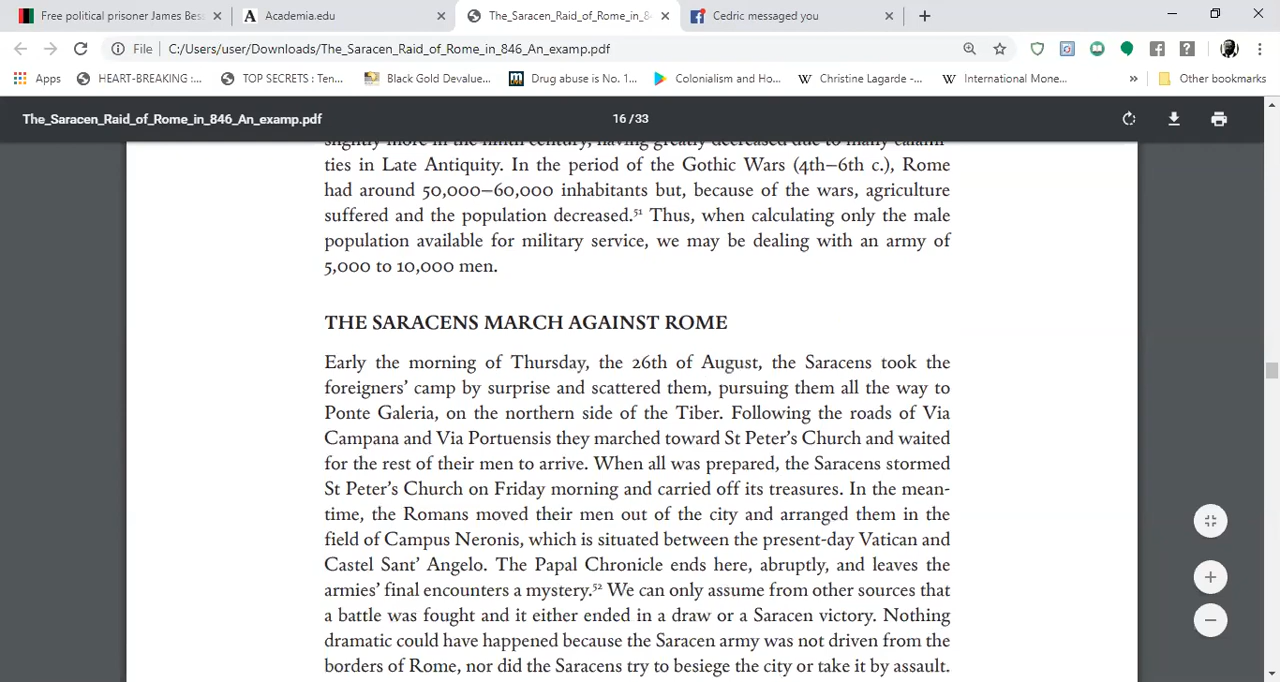 Free political prisoner James Bes
Academia.edu
The_Saracen_Raid_of_Rome_in_8
Cedric messaged you
File
C:/Users/user/Downloads/The_Saracen_Raid_of_Rome_in_846_An_examp.pdf
Apps
HEART-BREAKING :...
TOP SECRETS : Ten...
Black Gold Devalue...
Drug abuse is No. 1...
Colonialism and Ho...
Christine Lagarde -...
International Mone...
»
Other bookmarks
The_Saracen_Raid_of_Rome_in_846_An_examp.pdf
16 / 33
slightly more in the ninth century, having greatly decreased due to many calami-
ties in Late Antiquity. In the period of the Gothic Wars (4th–6th c.), Rome
had around 50,000–60,000 inhabitants but, because of the wars, agriculture
suffered and the population decreased.51 Thus, when calculating only the male
population available for military service, we may be dealing with an army of
5,000 to 10,000 men.
THE SARACENS MARCH AGAINST ROME
Early the morning of Thursday, the 26th of August, the Saracens took the
foreigners’ camp by surprise and scattered them, pursuing them all the way to
Ponte Galeria, on the northern side of the Tiber. Following the roads of Via
Campana and Via Portuensis they marched toward St Peter’s Church and waited
for the rest of their men to arrive. When all was prepared, the Saracens stormed
St Peter’s Church on Friday morning and carried off its treasures. In the mean-
time, the Romans moved their men out of the city and arranged them in the
field of Campus Neronis, which is situated between the present-day Vatican and
Castel Sant’ Angelo. The Papal Chronicle ends here, abruptly, and leaves the
armies’ final encounters a mystery.52 We can only assume from other sources that
a battle was fought and it either ended in a draw or a Saracen victory. Nothing
dramatic could have happened because the Saracen army was not driven from the
borders of Rome, nor did the Saracens try to besiege the city or take it by assault.